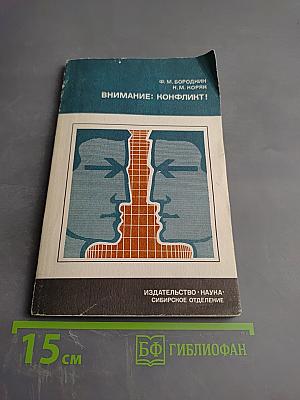 Ф. М. БОРОДКИН
Н. М. КОРЯК
ВНИМАНИЕ: КОНФЛИКТ!
ИЗДАТЕЛЬСТВО · НАУКА ·
СИБИРСКОЕ ОТДЕЛЕНИЕ
15 см
БФ ГИБЛИОФАН